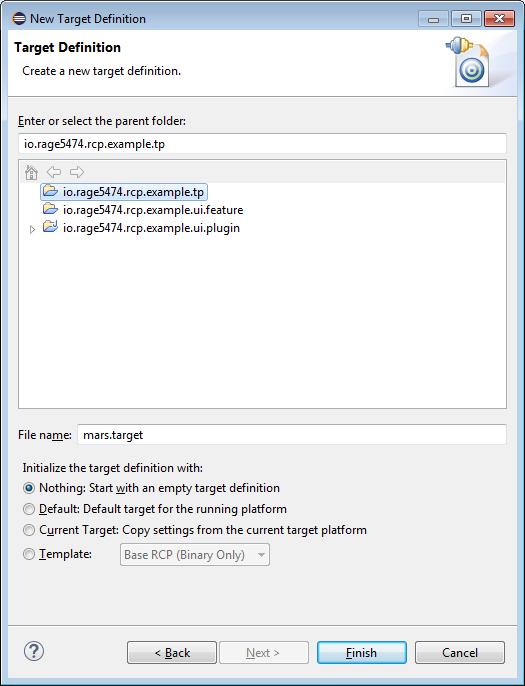 New Target Definition
Target Definition
Create a new target definition.
Enter or select the parent folder:
io.rage5474.rcp.example.tp
io.rage5474.rcp.example.tp
io.rage5474.rcp.example.ui.feature
io.rage5474.rcp.example.ui.plugin
File name: mars.target
Initialize the target definition with:
Nothing: Start with an empty target definition
Default: Default target for the running platform
Current Target: Copy settings from the current target platform
Template: Base RCP (Binary Only)
? < Back Next > Finish Cancel